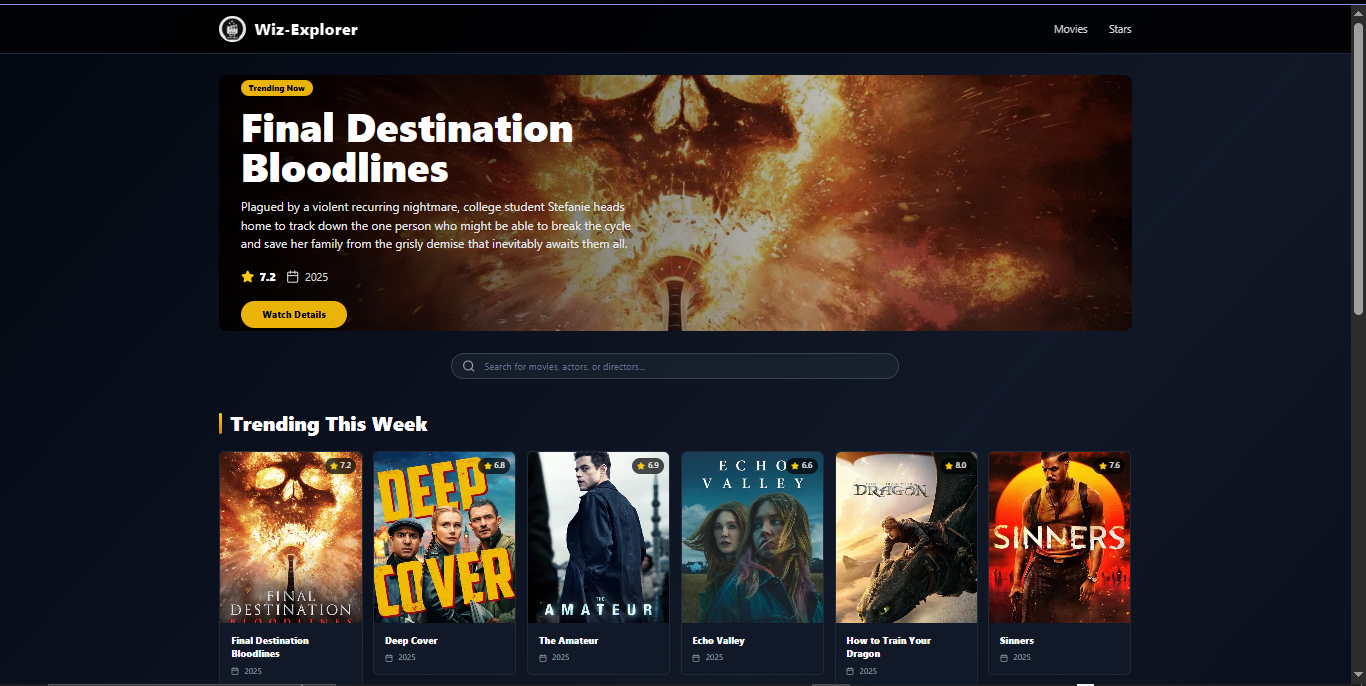 Wiz-Explorer
Movies
Stars
Trending Now
Final Destination
Bloodlines
Plagued by a violent recurring nightmare, college student Stefanie heads
home to track down the one person who might be able to break the cycle
and save her family from the grisly demise that inevitably awaits them all.
7.2
2025
Watch Details
Search for movies, actors, or directors...
Trending This Week
7.2
FINAL
DESTINATION
BLOODLINES
Final Destination
Bloodlines
2025
6.8
DEEP
COVER
Deep Cover
2025
6.9
THE
AMATEUR
The Amateur
2025
6.6
ECHO
VALLEY
Echo Valley
2025
8.0
DRAGON
How to Train Your
Dragon
2025
7.6
SINNERS
Sinners
2025